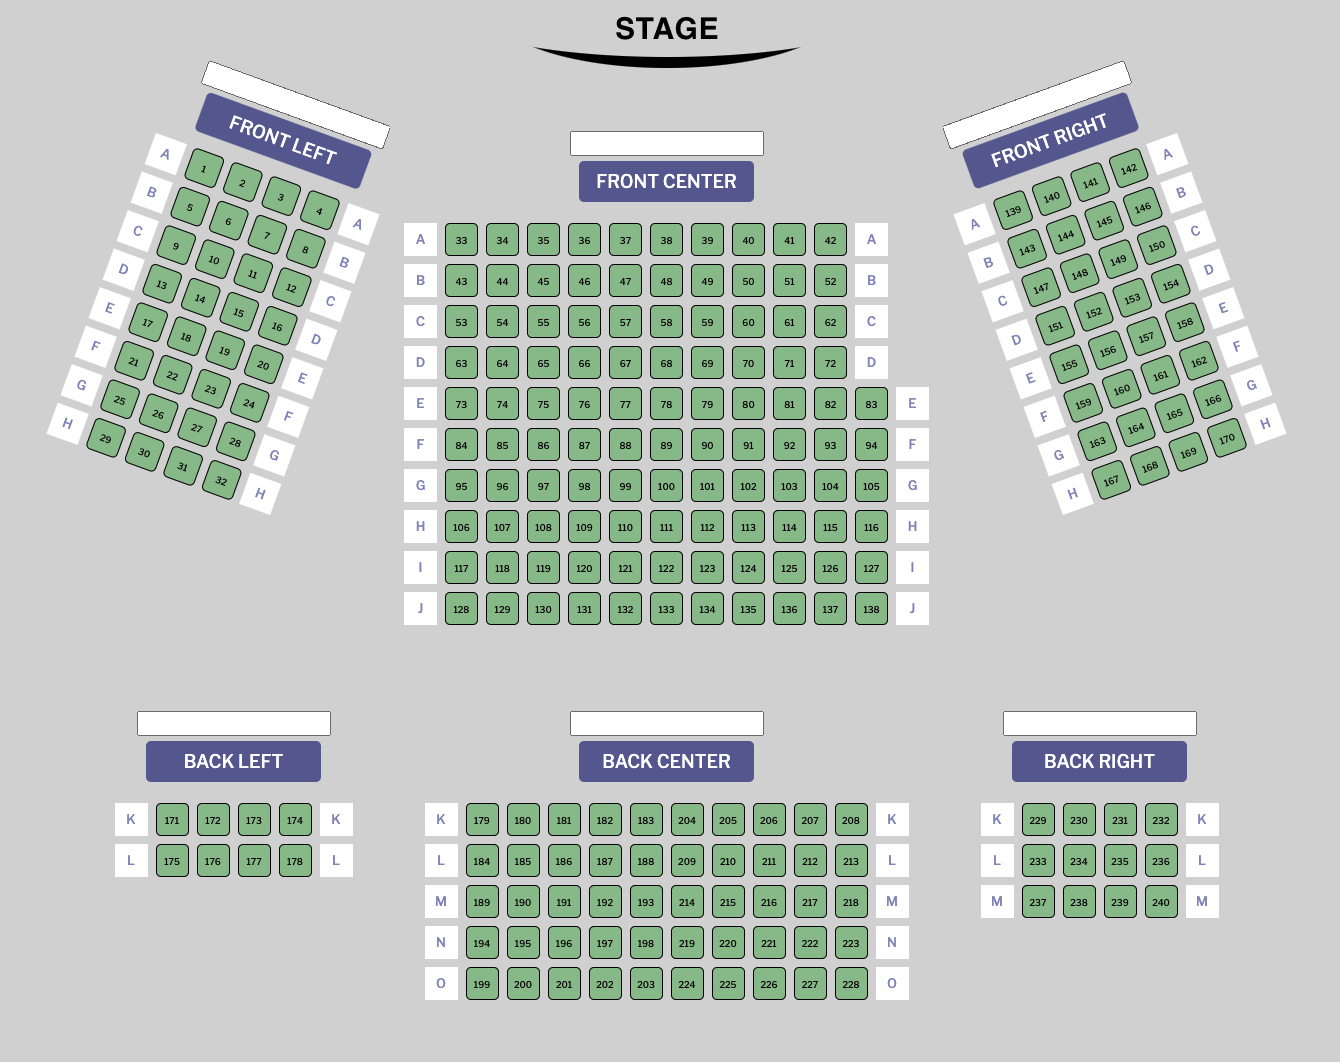 STAGE
FRONT LEFT
A 1 2 3 4 A
B 5 6 7 8 B
C 9 10 11 12 C
D 13 14 15 16 D
E 17 18 19 20 E
F 21 22 23 24 F
G 25 26 27 28 G
H 29 30 31 32 H
FRONT CENTER
A 33 34 35 36 37 38 39 40 41 42 A
B 43 44 45 46 47 48 49 50 51 52 B
C 53 54 55 56 57 58 59 60 61 62 C
D 63 64 65 66 67 68 69 70 71 72 D
E 73 74 75 76 77 78 79 80 81 82 83 E
F 84 85 86 87 88 89 90 91 92 93 94 F
G 95 96 97 98 99 100 101 102 103 104 105 G
H 106 107 108 109 110 111 112 113 114 115 116 H
I 117 118 119 120 121 122 123 124 125 126 127 I
J 128 129 130 131 132 133 134 135 136 137 138 J
FRONT RIGHT
A 139 140 141 142 A
B 143 144 145 146 B
C 147 148 149 150 C
D 151 152 153 154 D
E 155 156 157 158 E
F 159 160 161 162 F
G 163 164 165 166 G
H 167 168 169 170 H
BACK LEFT
K 171 172 173 174 K
L 175 176 177 178 L
BACK CENTER
K 179 180 181 182 183 204 205 206 207 208 K
L 184 185 186 187 188 209 210 211 212 213 L
M 189 190 191 192 193 214 215 216 217 218 M
N 194 195 196 197 198 219 220 221 222 223 N
O 199 200 201 202 203 224 225 226 227 228 O
BACK RIGHT
K 229 230 231 232 K
L 233 234 235 236 L
M 237 238 239 240 M